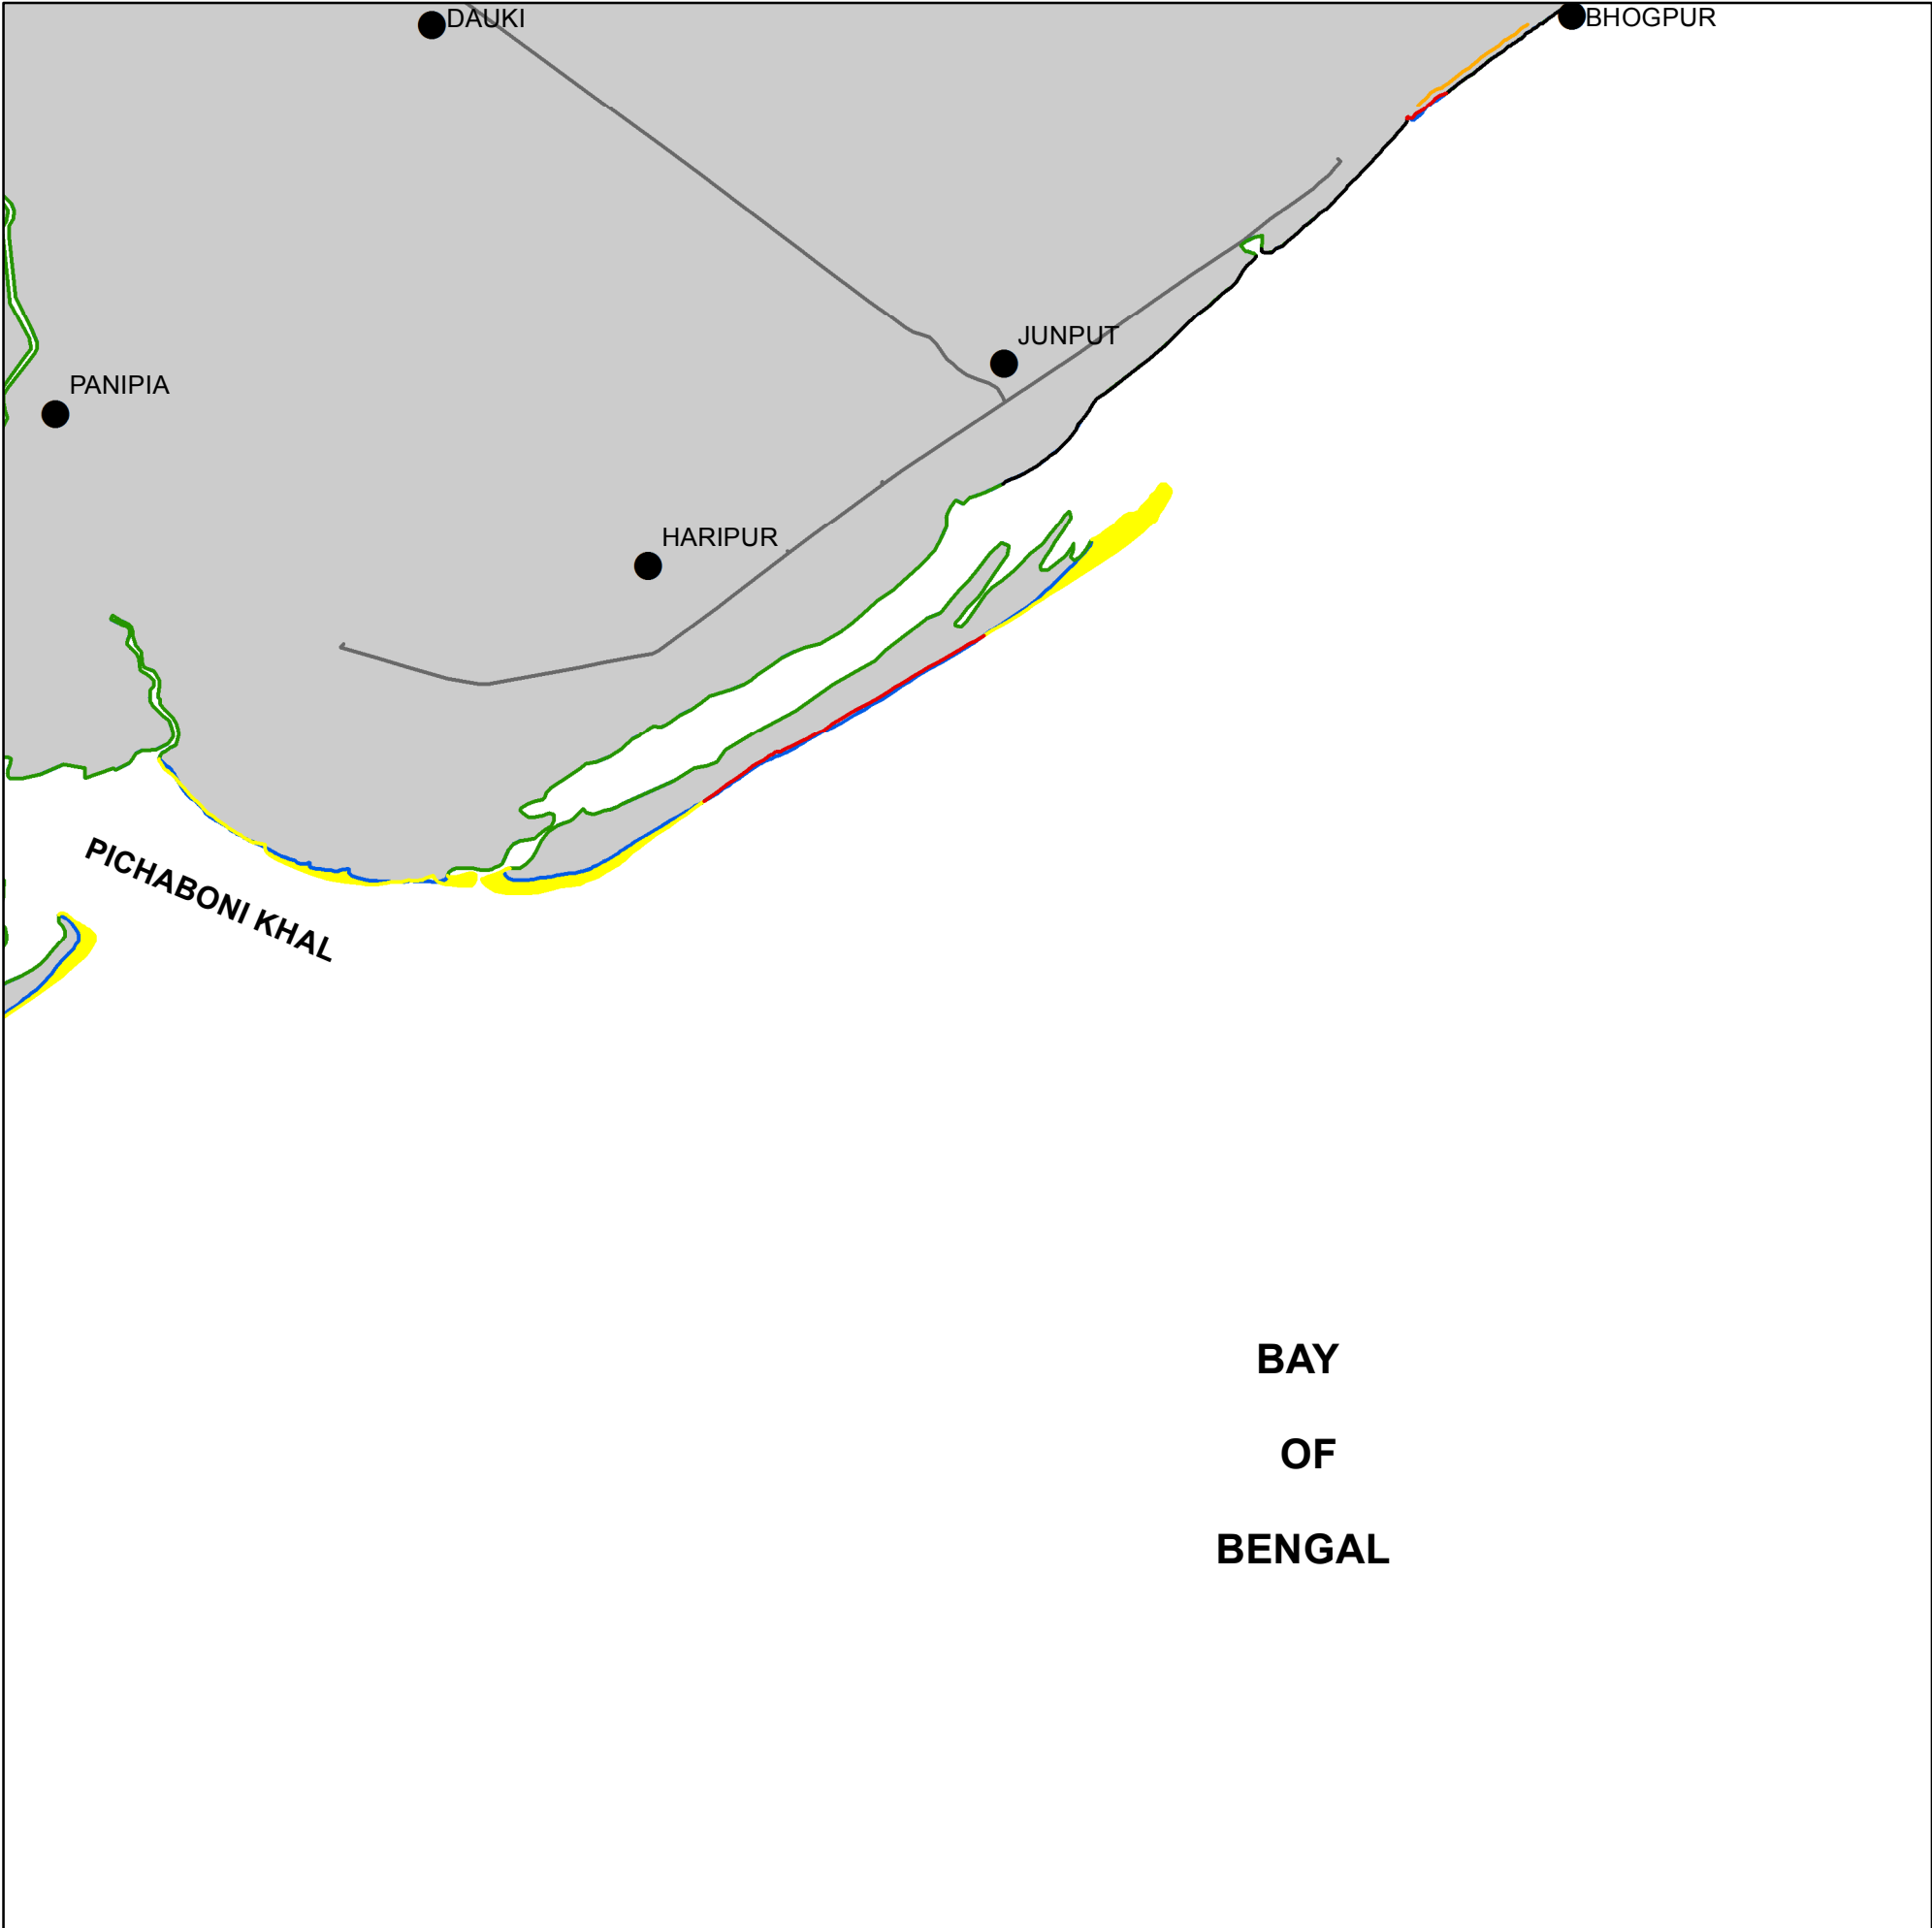 DAUKI
BHOGPUR
JUNPUT
PANIPIA
HARIPUR
PICHABONI KHAL
BAY
OF
BENGAL